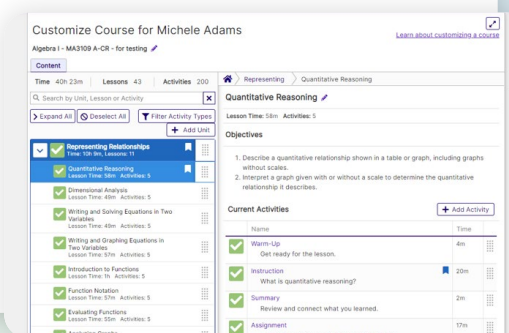 Customize Course for Michele Adams
Learn about customizing a course
Algebra I - MA3109 A-CR - for testing
Content
Time 40h 23m Lessons 43 Activities 200
Search by Unit, Lesson or Activity
Expand All Deselect All Filter Activity Types
+ Add Unit
Representing Relationships
Time: 10h 9m, Lessons: 11
Quantitative Reasoning
Lesson Time: 58m Activities: 5
Dimensional Analysis
Lesson Time: 49m Activities: 5
Writing and Solving Equations in Two
Variables
Lesson Time: 49m Activities: 5
Writing and Graphing Equations in
Two Variables
Lesson Time: 57m Activities: 5
Introduction to Functions
Lesson Time: 1h Activities: 5
Function Notation
Lesson Time: 57m Activities: 5
Evaluating Functions
Lesson Time: 55m Activities: 5
Representing Quantitative Reasoning
Quantitative Reasoning
Lesson Time: 58m Activities: 5
Objectives
1. Describe a quantitative relationship shown in a table or graph, including graphs
without scales.
2. Interpret a graph given with or without a scale to determine the quantitative
relationship it describes.
Current Activities
+ Add Activity
Name Time
Warm-Up 4m
Get ready for the lesson.
Instruction 20m
What is quantitative reasoning?
Summary 2m
Review and connect what you learned.
Assignment 17m